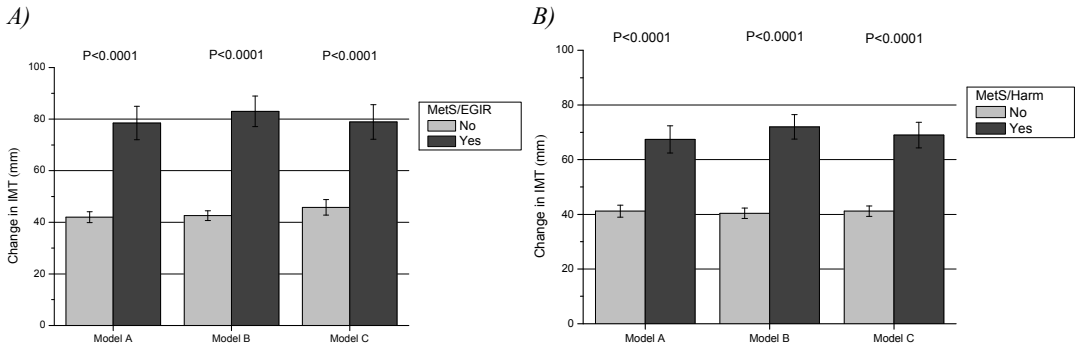 A)
P<0.0001 P<0.0001 P<0.0001
100
80
60
40
20
0
Change in IMT (mm)
Model A Model B Model C
MetS/EGIR
No
Yes
B)
P<0.0001 P<0.0001 P<0.0001
100
80
60
40
20
0
Change in IMT (mm)
Model A Model B Model C
MetS/Harm
No
Yes